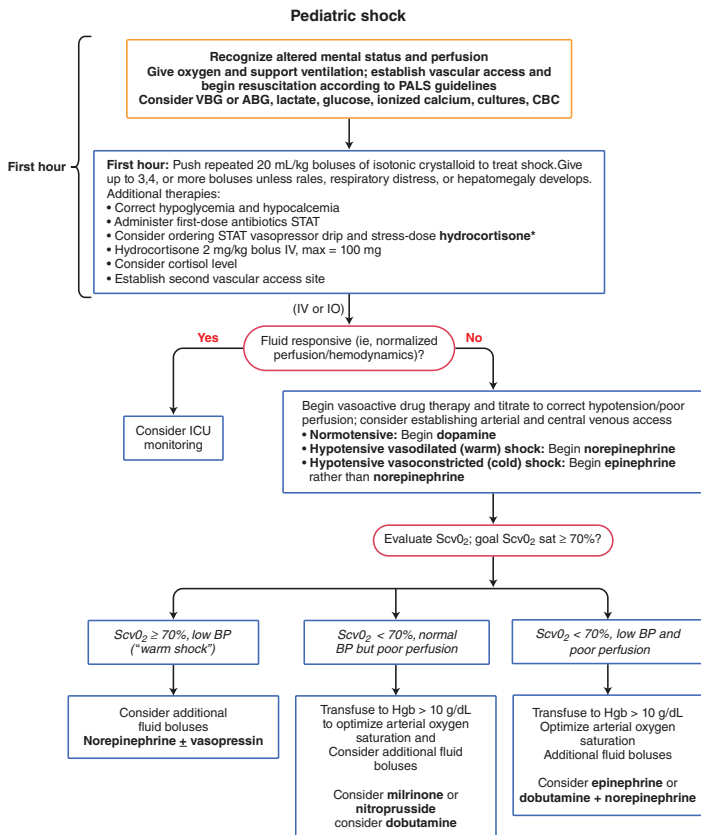 Pediatric shock
Recognize altered mental status and perfusion
Give oxygen and support ventilation; establish vascular access and
begin resuscitation according to PALS guidelines
Consider VBG or ABG, lactate, glucose, ionized calcium, cultures, CBC
First hour
First hour: Push repeated 20 mL/kg boluses of isotonic crystalloid to treat shock.Give
up to 3,4, or more boluses unless rales, respiratory distress, or hepatomegaly develops.
Additional therapies:
• Correct hypoglycemia and hypocalcemia
• Administer first-dose antibiotics STAT
• Consider ordering STAT vasopressor drip and stress-dose hydrocortisone*
• Hydrocortisone 2 mg/kg bolus IV, max = 100 mg
• Consider cortisol level
• Establish second vascular access site
(IV or IO)
Yes
Fluid responsive (ie, normalized
perfusion/hemodynamics)?
No
Consider ICU
monitoring
Begin vasoactive drug therapy and titrate to correct hypotension/poor
perfusion; consider establishing arterial and central venous access
• Normotensive: Begin dopamine
• Hypotensive vasodilated (warm) shock: Begin norepinephrine
• Hypotensive vasoconstricted (cold) shock: Begin epinephrine
rather than norepinephrine
Evaluate Scv0₂; goal Scv0₂ sat ≥ 70%?
Scv0₂ ≥ 70%, low BP
("warm shock")
Scv0₂ < 70%, normal
BP but poor perfusion
Scv0₂ < 70%, low BP and
poor perfusion
Consider additional
fluid boluses
Norepinephrine ± vasopressin
Transfuse to Hgb > 10 g/dL
to optimize arterial oxygen
saturation and
Consider additional fluid
boluses
Consider milrinone or
nitroprusside
consider dobutamine
Transfuse to Hgb > 10 g/dL
Optimize arterial oxygen
saturation
Additional fluid boluses
Consider epinephrine or
dobutamine + norepinephrine